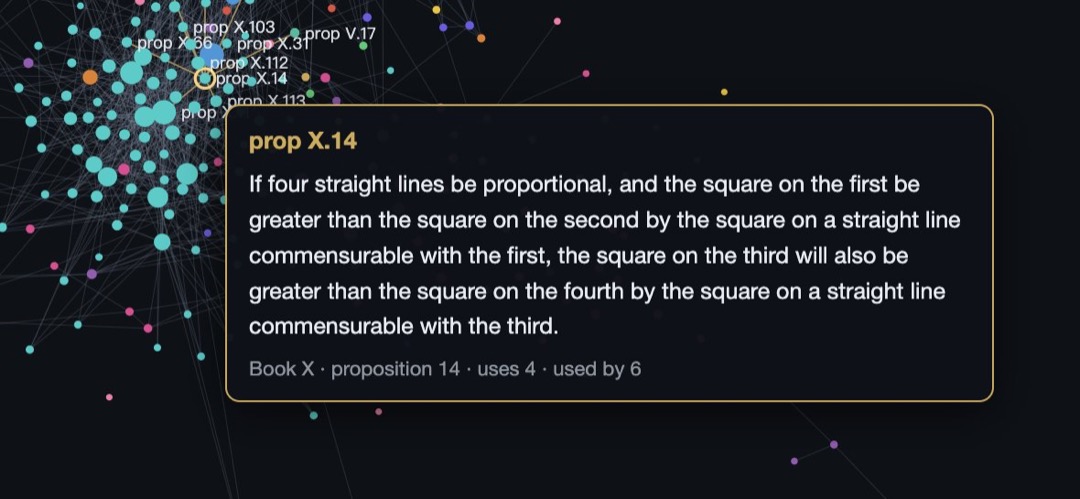 prop X.103
prop V.17
prop X.66
prop X.31
prop X.112
prop X.14
prop X.113
prop
prop X.14
If four straight lines be proportional, and the square on the first be
greater than the square on the second by the square on a straight line
commensurable with the first, the square on the third will also be
greater than the square on the fourth by the square on a straight line
commensurable with the third.
Book X · proposition 14 · uses 4 · used by 6